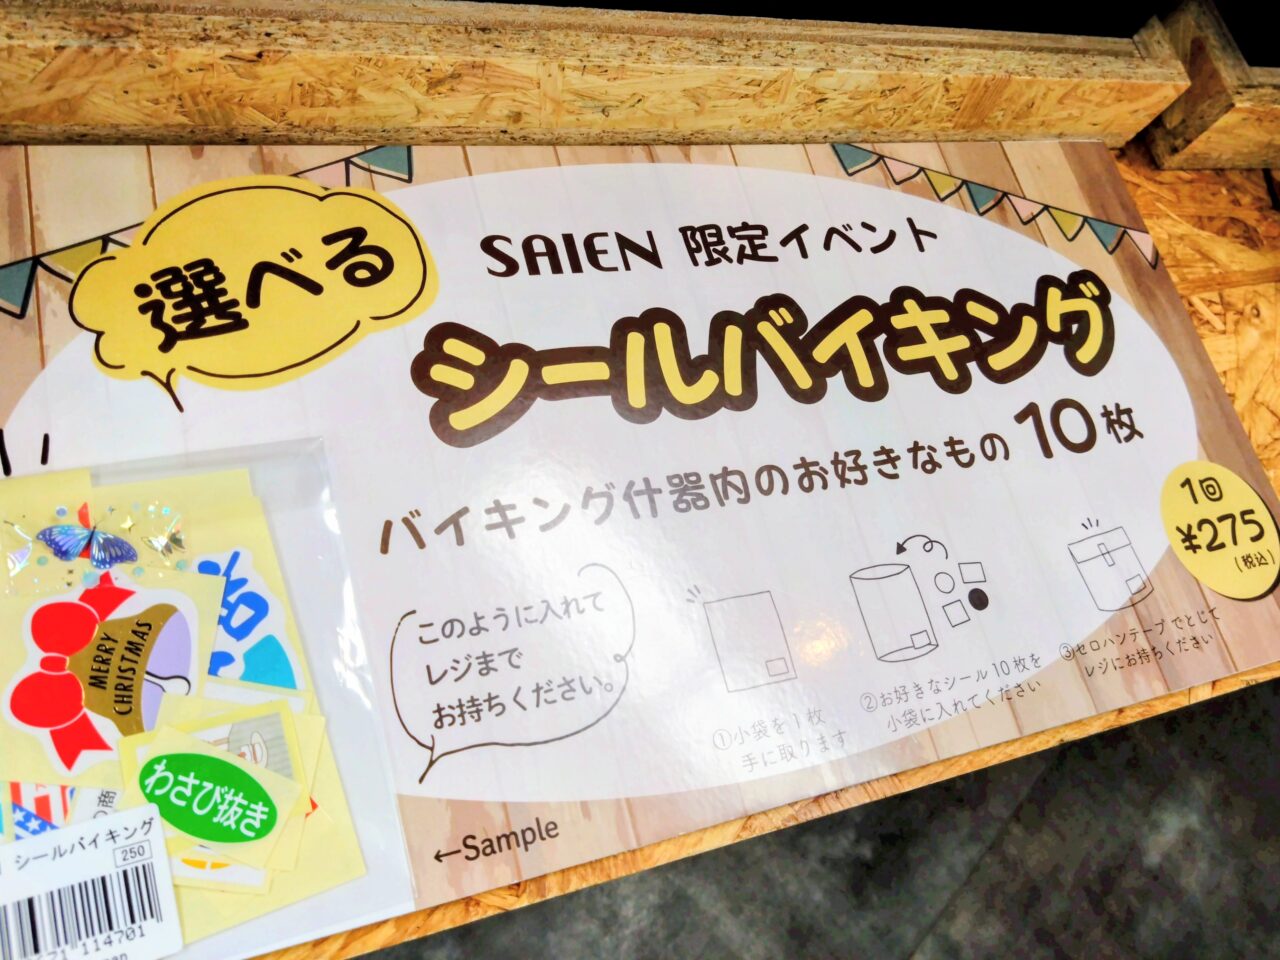 選べる
SAIEN 限定イベント
シールバイキング
バイキング什器内のお好きなもの 10枚
1回
¥275
(税込)
このように入れて
レジまで
お持ちください。
①小袋を1枚
手に取ります
②お好きなシール10枚を
小袋に入れてください
③セロハンテープでとじて
レジにお持ちください
←Sample
MERRY
CHRISTMAS
わさび抜き
シールバイキング
250
114701